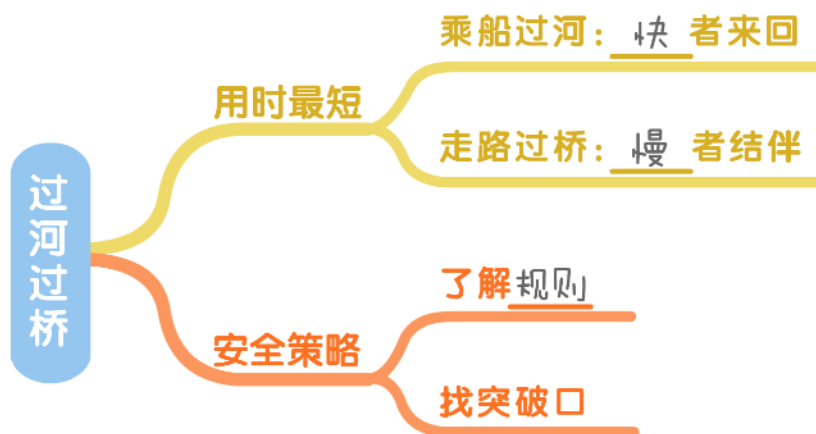 过河过桥
用时最短
乘船过河：快者来回
走路过桥：慢者结伴
安全策略
了解规则
找突破口